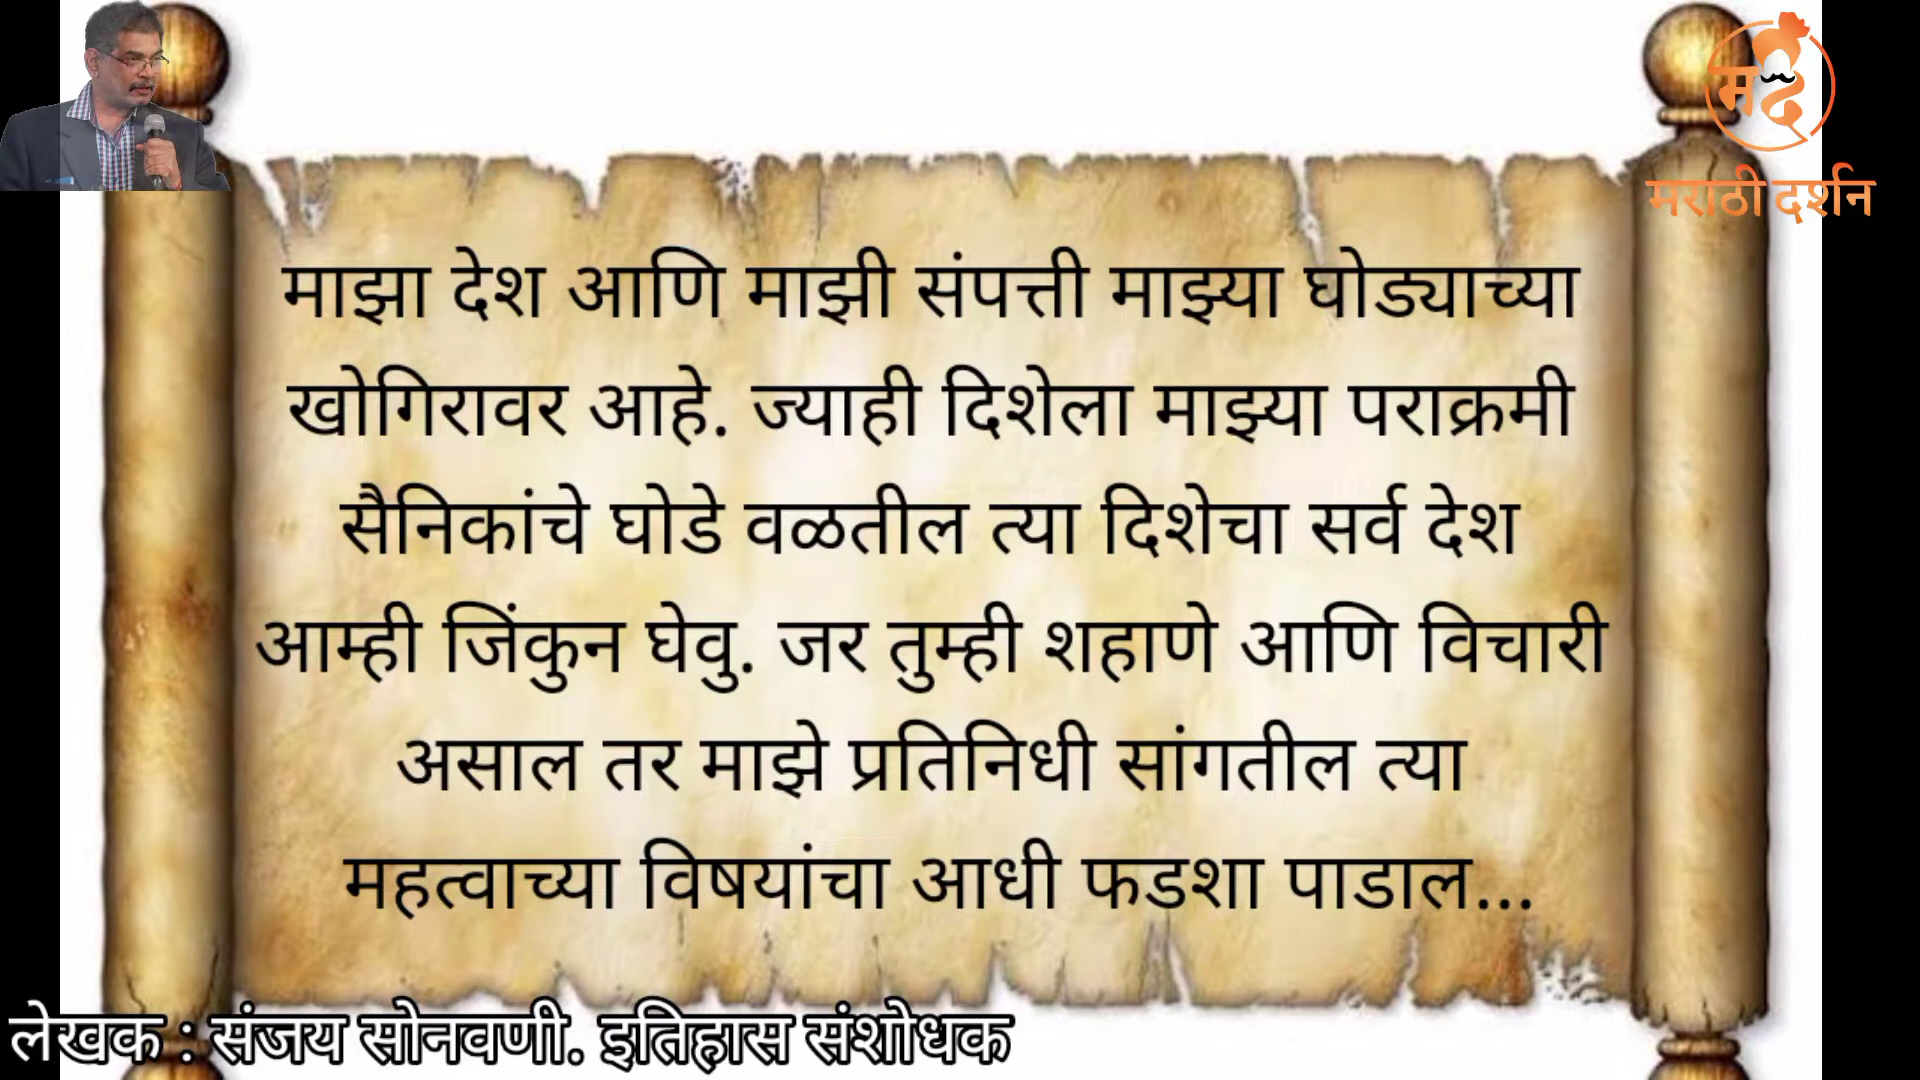 मद
मराठी दर्शन
माझा देश आणि माझी संपत्ती माझ्या घोड्याच्या
खोगिरावर आहे. ज्याही दिशेला माझ्या पराक्रमी
सैनिकांचे घोडे वळतील त्या दिशेचा सर्व देश
आम्ही जिंकुन घेवु. जर तुम्ही शहाणे आणि विचारी
असाल तर माझे प्रतिनिधी सांगतील त्या
महत्वाच्या विषयांचा आधी फडशा पाडाल...
लेखक : संजय सोनवणी. इतिहास संशोधक